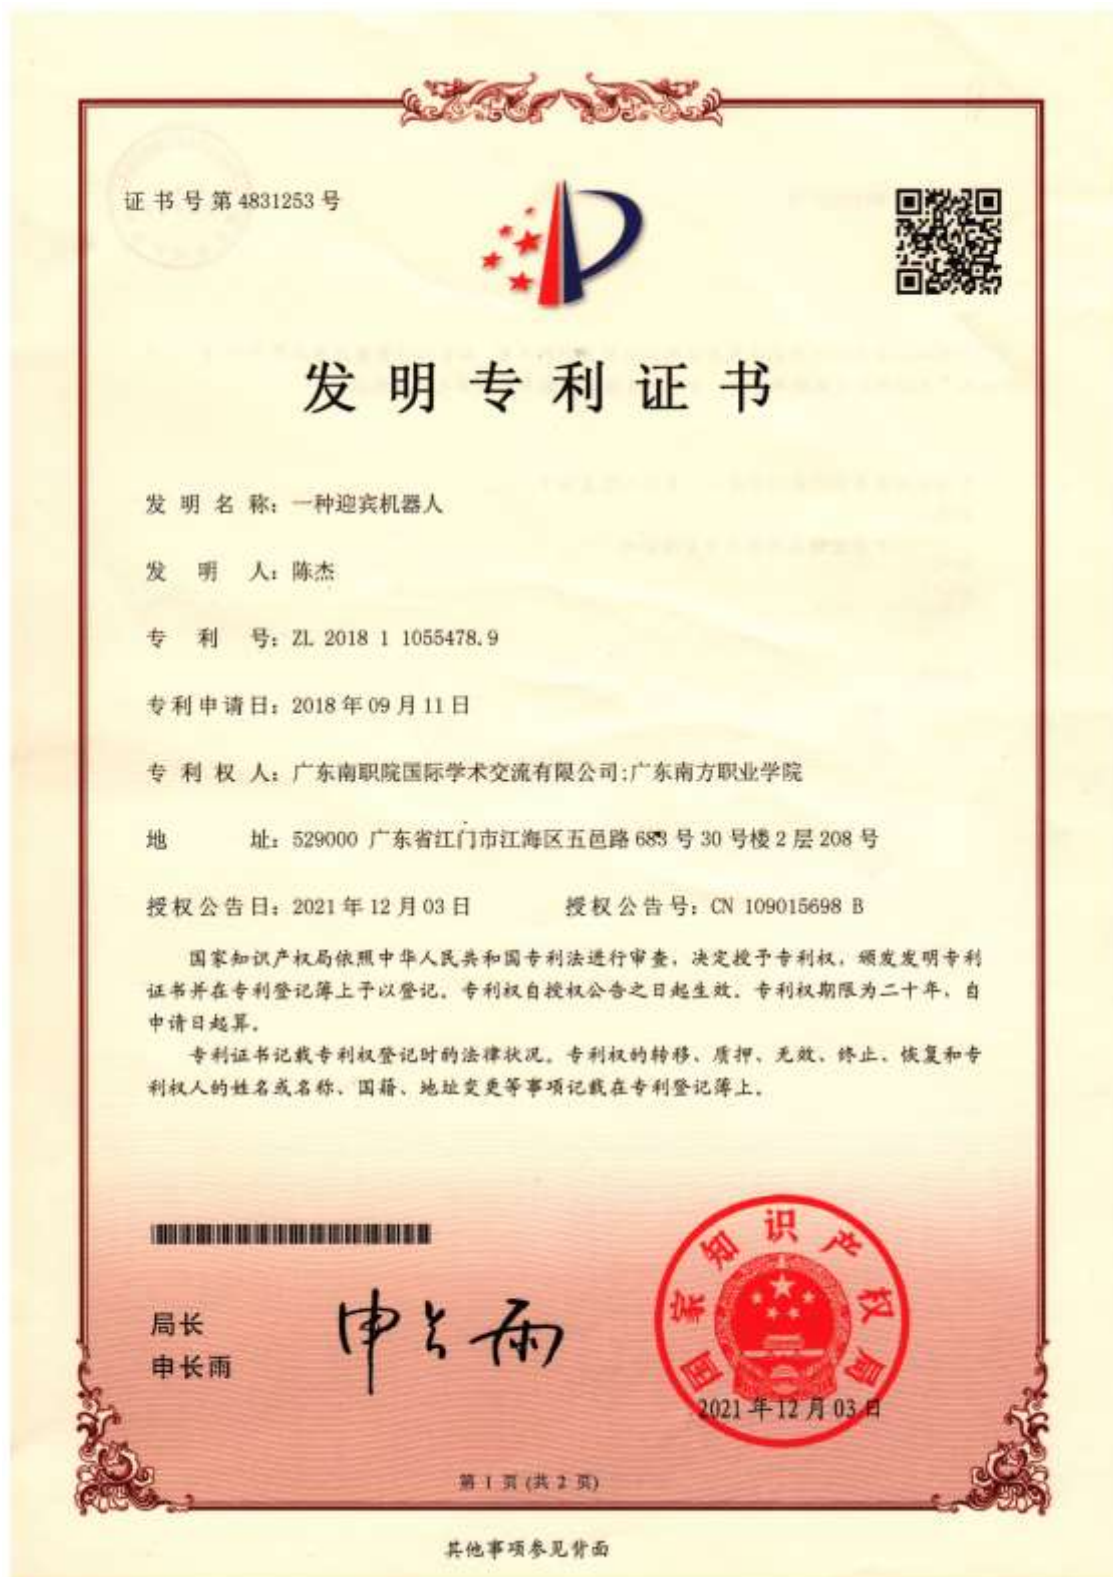 证书号第4831253号
发明专利证书
发明名称：一种迎宾机器人
发明人：陈杰
专利号：ZL 2018 1 1055478.9
专利申请日：2018年09月11日
专利权人：广东南职院国际学术交流有限公司;广东南方职业学院
地址：529000 广东省江门市江海区五邑路683号30号楼2层208号
授权公告日：2021年12月03日 授权公告号：CN 109015698 B
国家知识产权局依照中华人民共和国专利法进行审查，决定授予专利权，颁发发明专利
证书并在专利登记簿上予以登记。专利权自授权公告之日起生效。专利权期限为二十年，自
申请日起算。
专利证书记载专利权登记时的法律状况。专利权的转移、质押、无效、终止、恢复和专
利权人的姓名或名称、国籍、地址变更等事项记载在专利登记簿上。
局长
申长雨
申长雨
国家知识产权局
2021年12月03日
第1页(共2页)
其他事项参见背面